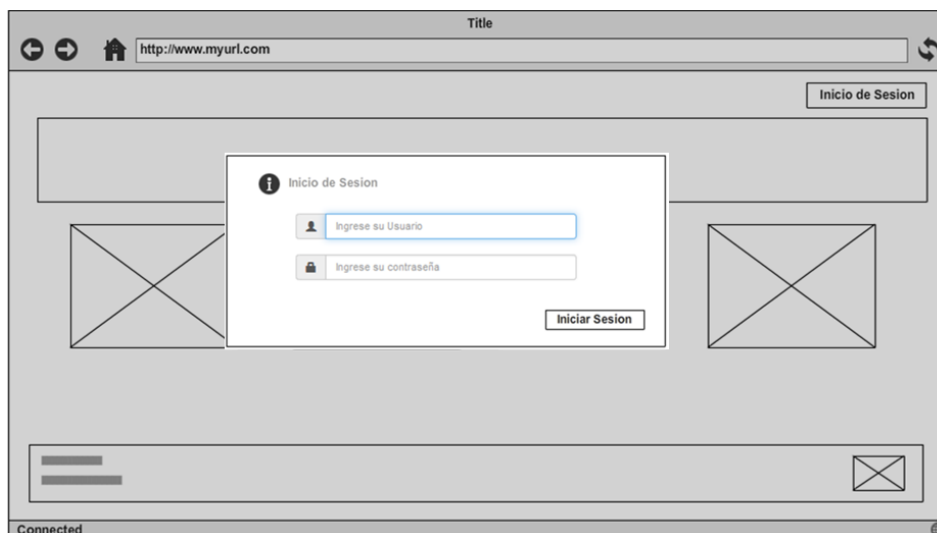 Title
http://www.myurl.com
Inicio de Sesion
Inicio de Sesion
Ingrese su Usuario
Ingrese su contraseña
Iniciar Sesion
Connected